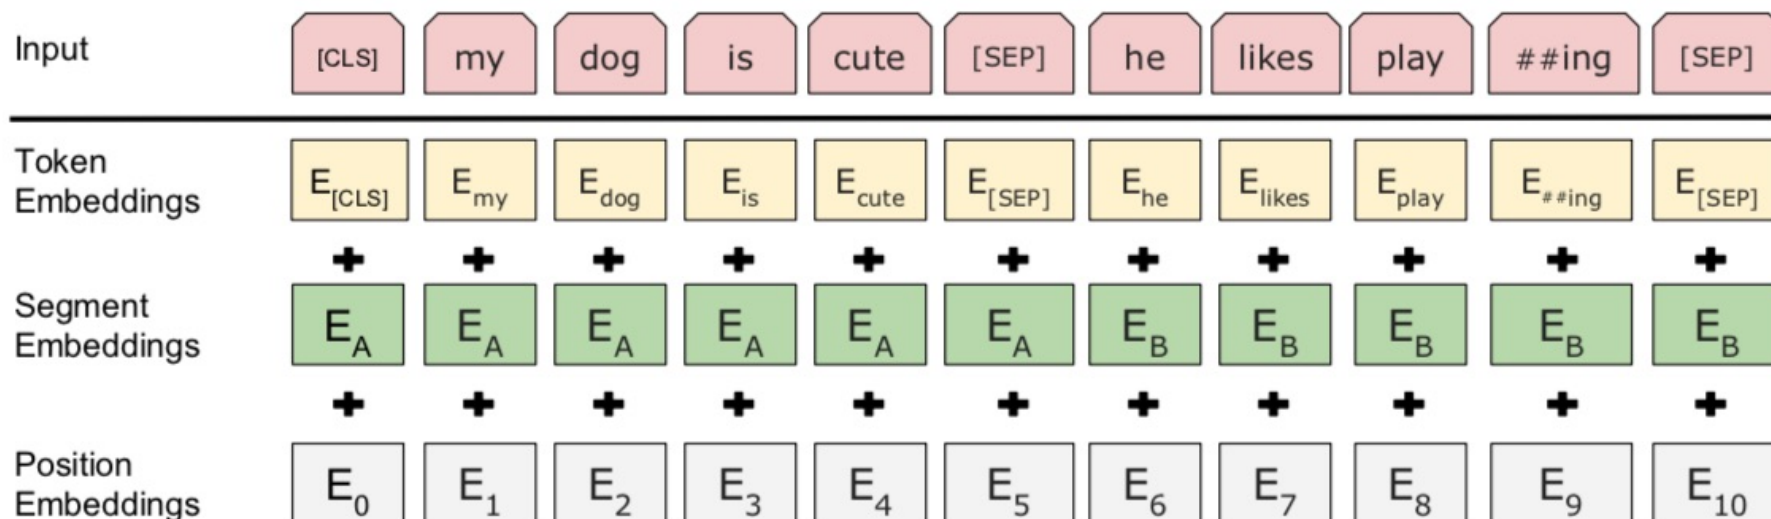 Input [CLS] my dog is cute [SEP] he likes play ##ing [SEP]
Token Embeddings E[CLS] Emy Edog Eis Ecute E[SEP] Ehe Elikes Eplay E##ing E[SEP]
+ + + + + + + + + + +
Segment Embeddings EA EA EA EA EA EA EB EB EB EB EB
+ + + + + + + + + + +
Position Embeddings E0 E1 E2 E3 E4 E5 E6 E7 E8 E9 E10